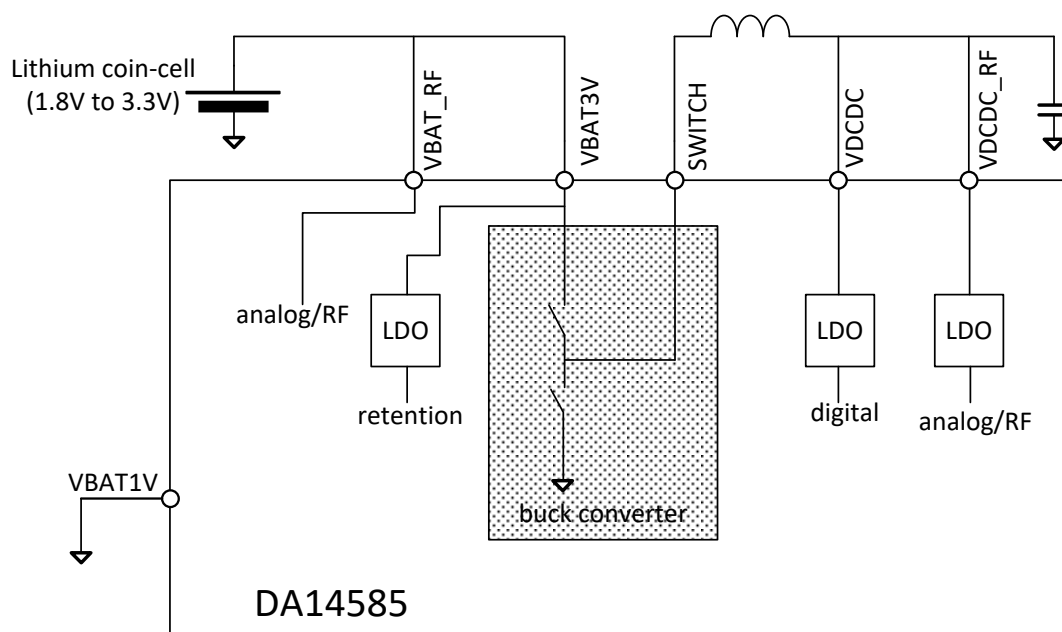 Lithium coin-cell
(1.8V to 3.3V)
VBAT_RF
VBAT3V
SWITCH
VDCDC
VDCDC_RF
analog/RF
LDO
retention
LDO
digital
LDO
analog/RF
VBAT1V
buck converter
DA14585